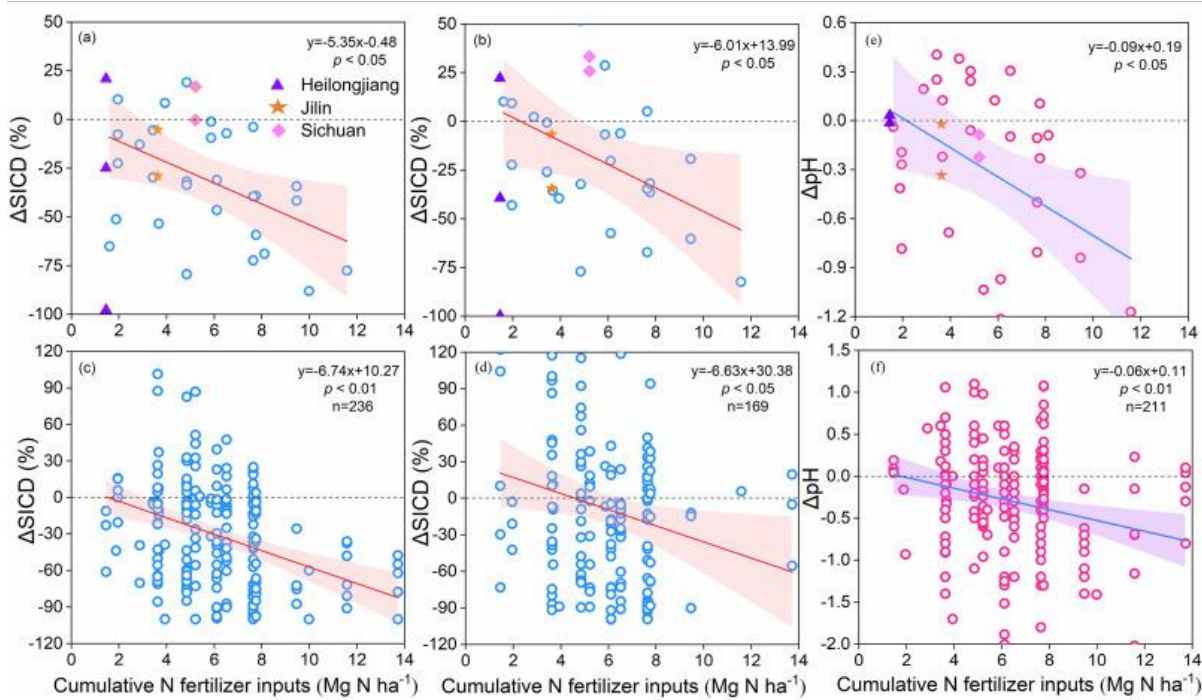 (a)
y=-5.35x-0.48
p < 0.05
Heilongjiang
Jilin
Sichuan
ΔSICD (%)
50
25
0
-25
-50
-75
-100
0 2 4 6 8 10 12 14
(b)
y=-6.01x+13.99
p < 0.05
ΔSICD (%)
50
25
0
-25
-50
-75
-100
0 2 4 6 8 10 12 14
(e)
y=-0.09x+0.19
p < 0.05
ΔpH
0.6
0.3
0.0
-0.3
-0.6
-0.9
-1.2
0 2 4 6 8 10 12 14
(c)
y=-6.74x+10.27
p < 0.01
n=236
ΔSICD (%)
120
90
60
30
0
-30
-60
-90
-120
0 2 4 6 8 10 12 14
Cumulative N fertilizer inputs (Mg N ha⁻¹)
(d)
y=-6.63x+30.38
p < 0.05
n=169
ΔSICD (%)
120
90
60
30
0
-30
-60
-90
-120
0 2 4 6 8 10 12 14
Cumulative N fertilizer inputs (Mg N ha⁻¹)
(f)
y=-0.06x+0.11
p < 0.01
n=211
ΔpH
1.5
1.0
0.5
0.0
-0.5
-1.0
-1.5
-2.0
0 2 4 6 8 10 12 14
Cumulative N fertilizer inputs (Mg N ha⁻¹)